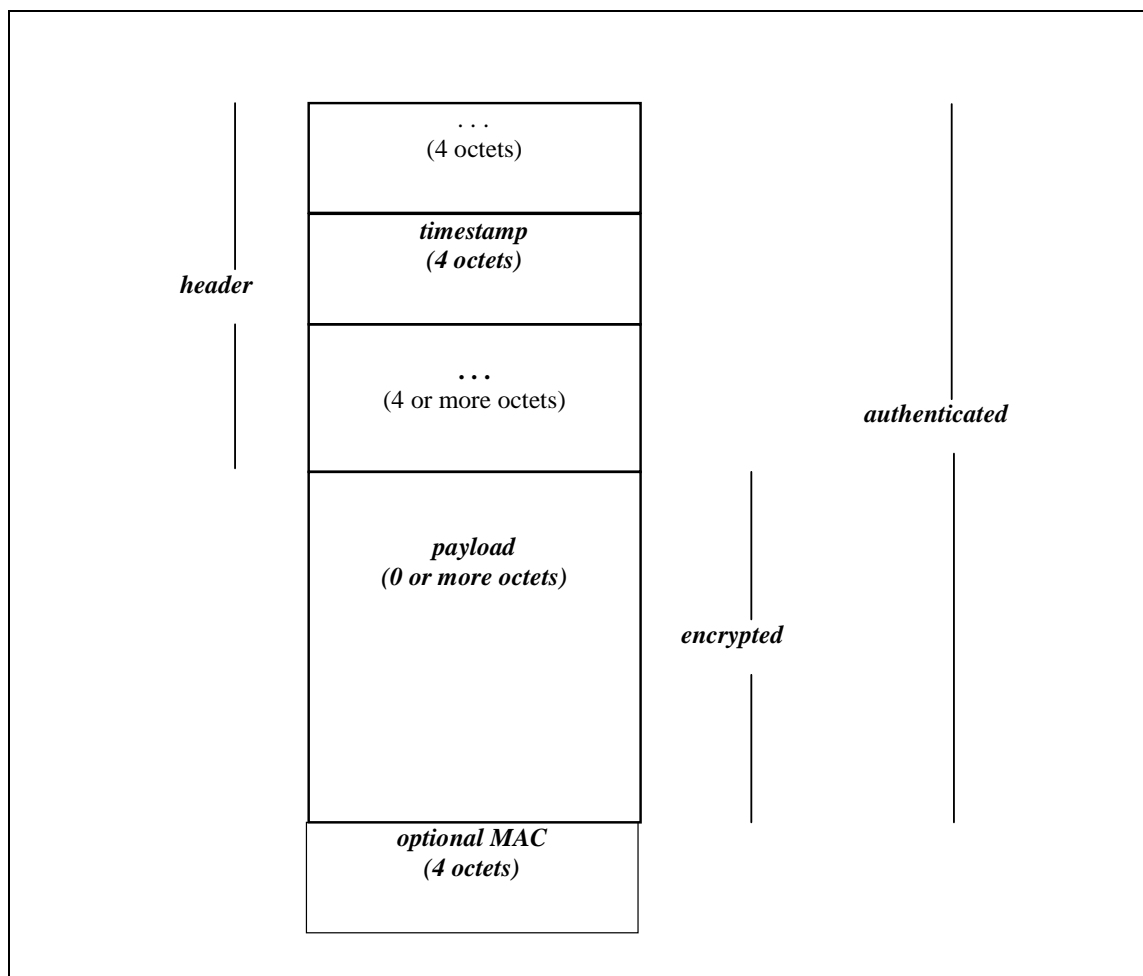 . . .
(4 octets)
timestamp
(4 octets)
header
. . .
(4 or more octets)
authenticated
payload
(0 or more octets)
encrypted
optional MAC
(4 octets)